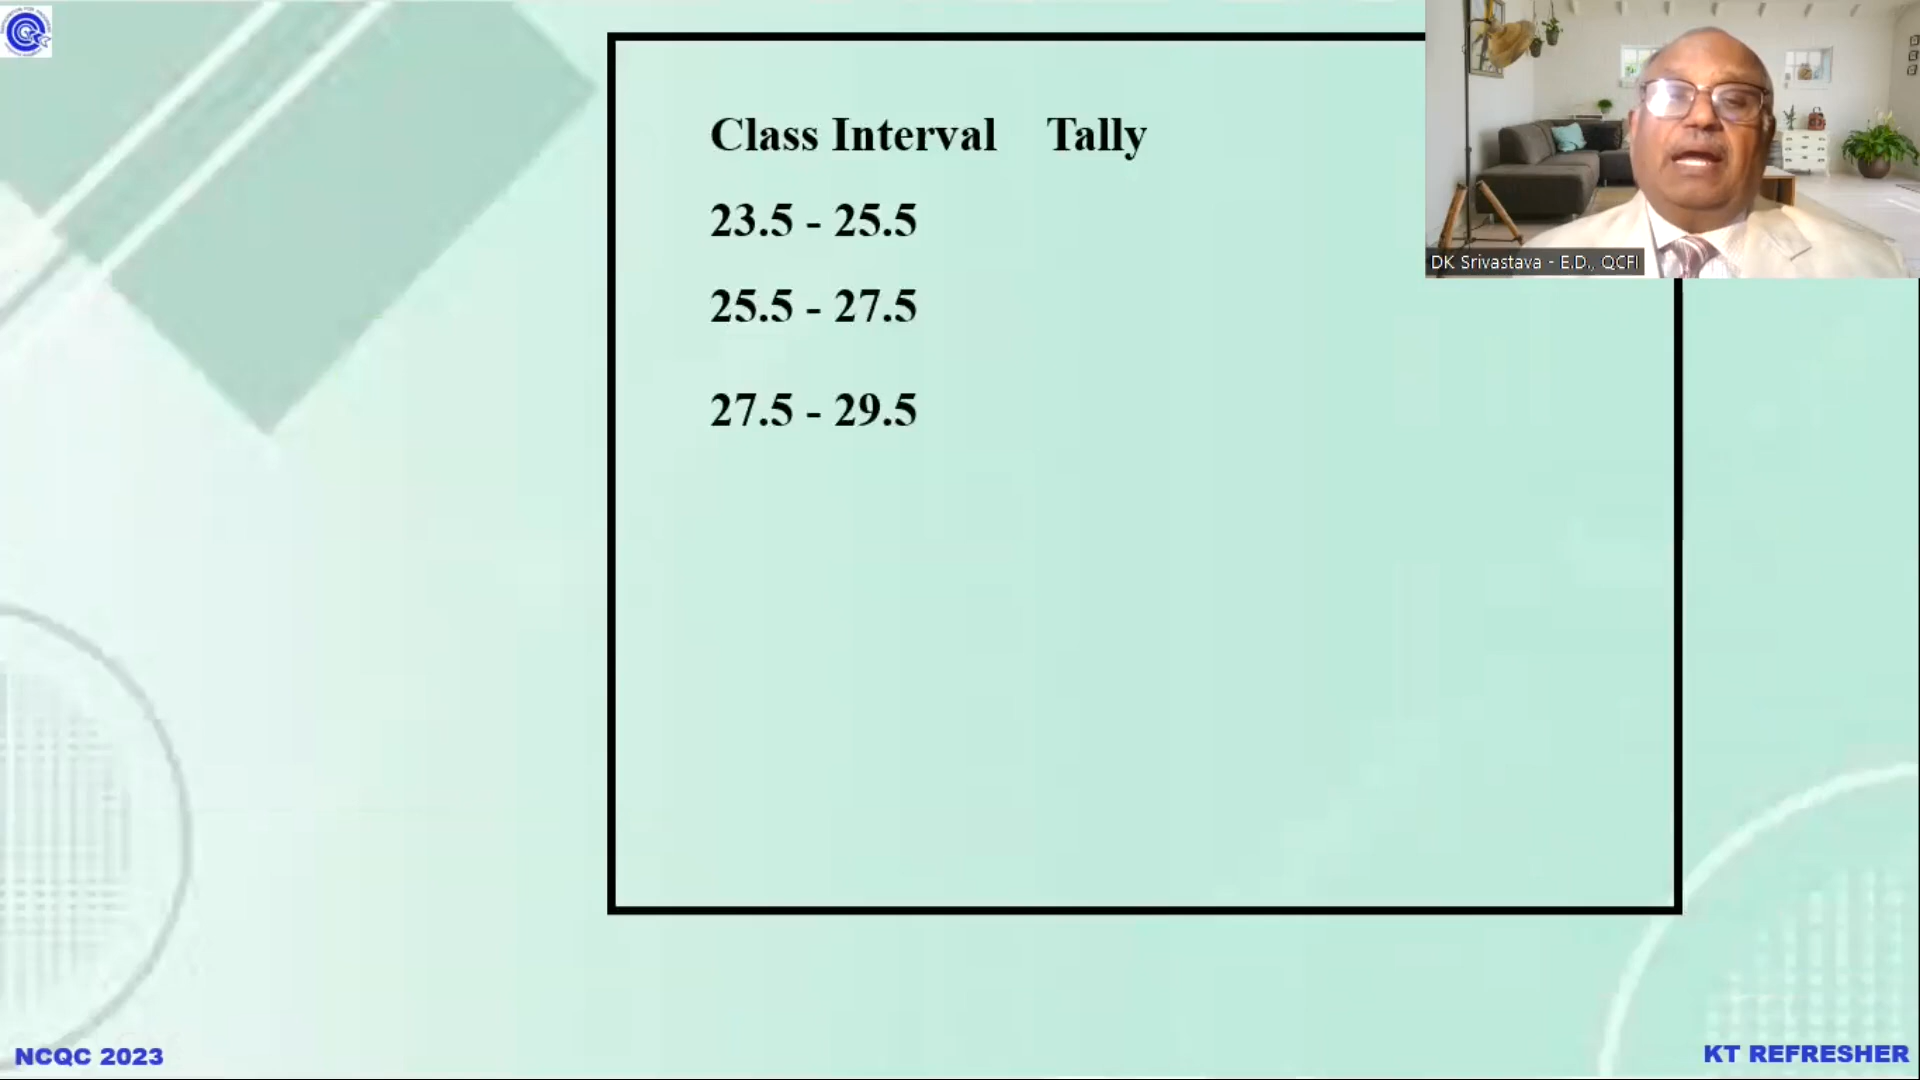 Class Interval Tally
23.5 - 25.5
25.5 - 27.5
27.5 - 29.5
DK Srivastava - E.D., QCFI
NCQC 2023
KT REFRESHER